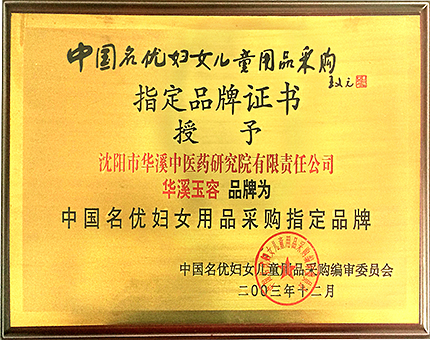 中国名优妇女儿童用品采购
指定品牌证书
授予
沈阳市华溪中医药研究院有限责任公司
华溪玉容 品牌为
中国名优妇女用品采购指定品牌
中国名优妇女儿童用品采购编审委员会
二00三年十二月